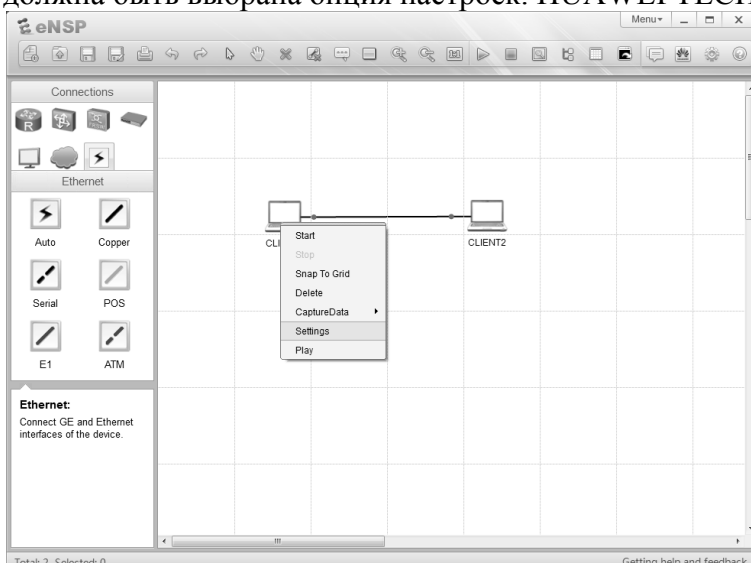 должна быть выбрана опция настроек. HUAWEI TECH
eNSP
Menu
Connections
Ethernet
Auto Copper
Serial POS
E1 ATM
Ethernet:
Connect GE and Ethernet
interfaces of the device.
CLI
CLIENT2
Start
Stop
Snap To Grid
Delete
CaptureData
Settings
Play
Total: 2 Selected: 0
Getting help and feedback